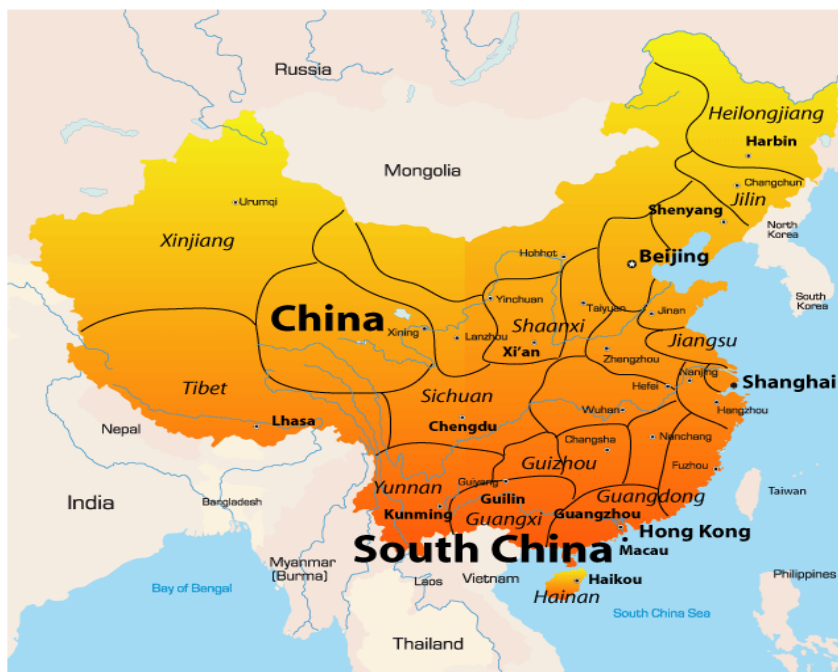 Russia
Heilongjiang
Harbin
Mongolia
Changchun
Jilin
Urumqi
Shenyang
North
Korea
Xinjiang
Hohhot
Beijing
South
Korea
Yinchuan
Taiyuan
Jinan
China
Xining
Lanzhou
Shaanxi
Xi'an
Zhengzhou
Jiangsu
Nanjing
Shanghai
Tibet
Sichuan
Hefei
Hangzhou
Wuhan
Lhasa
Chengdu
Nepal
Changsha
Nanchang
Guizhou
Fuzhou
Yunnan
Guiyang
Taiwan
India
Bangladesh
Guilin
Guangdong
Kunming
Guangxi
Guangzhou
Hong Kong
South China
Macau
Myanmar
(Burma)
Laos
Vietnam
Haikou
Philippines
Bay of Bengal
Hainan
South China Sea
Thailand